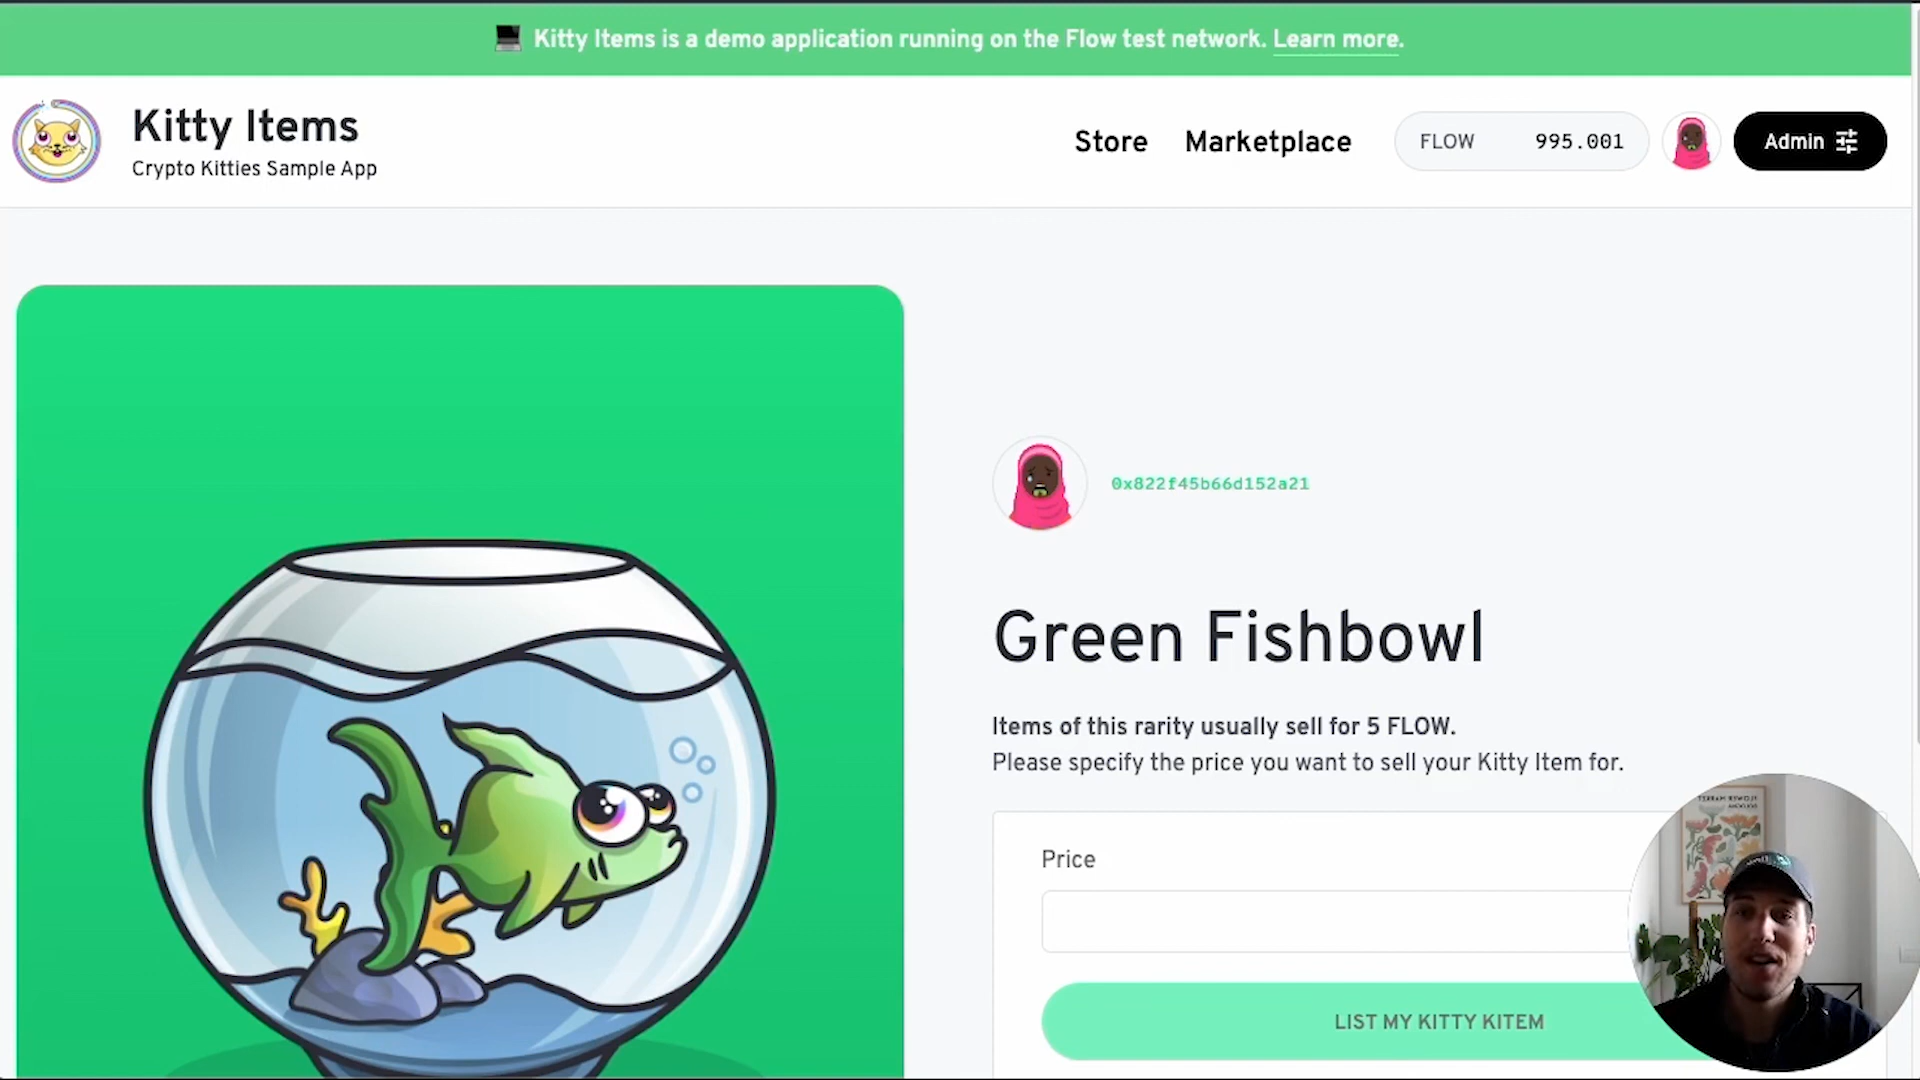 Kitty Items is a demo application running on the Flow test network. Learn more.
Kitty Items
Crypto Kitties Sample App
Store
Marketplace
FLOW 995.001
Admin
0x822f45b66d152a21
Green Fishbowl
Items of this rarity usually sell for 5 FLOW.
Please specify the price you want to sell your Kitty Item for.
Price
LIST MY KITTY KITEM
FLOWER MARKET